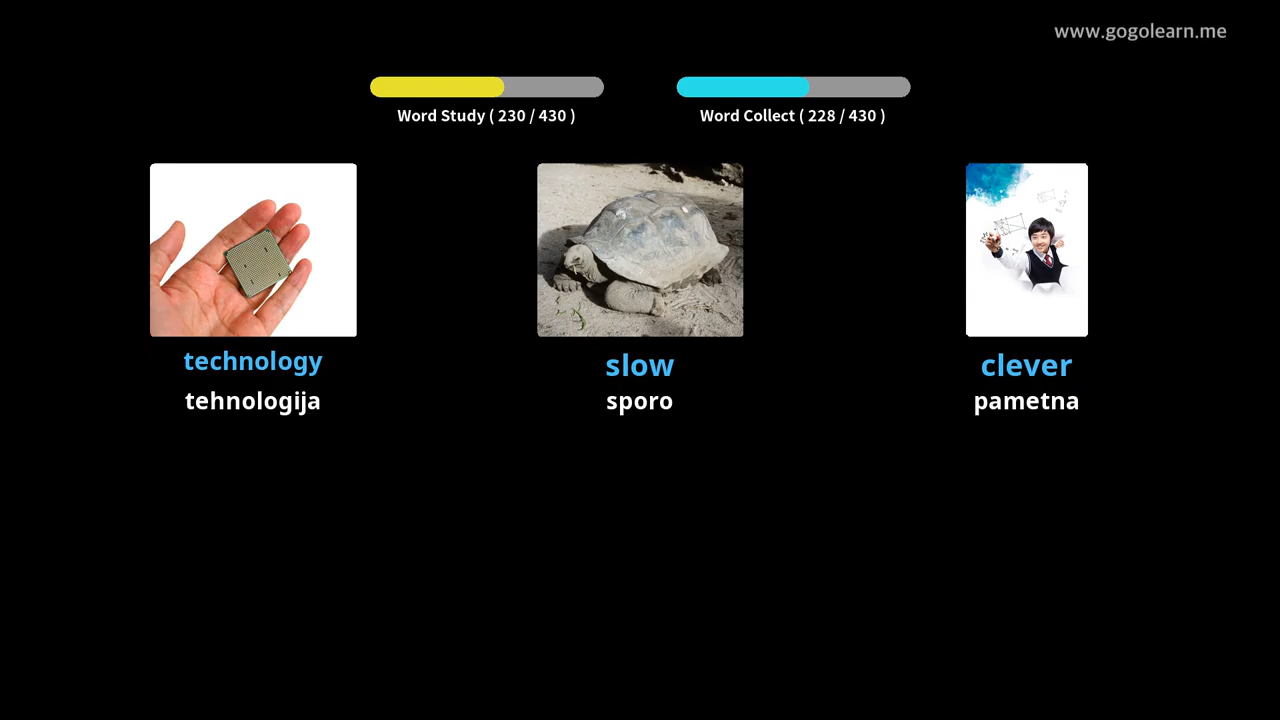 www.gogolearn.me
Word Study ( 230 / 430 )
Word Collect ( 228 / 430 )
technology
tehnologija
slow
sporo
clever
pametna